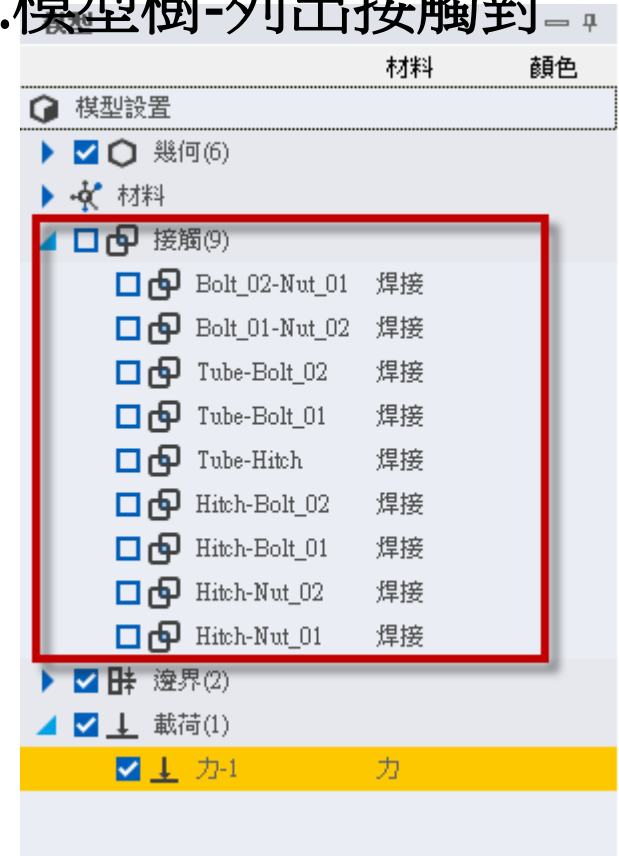 .模型樹-列出接觸對
材料 顏色
模型設置
幾何(6)
材料
接觸(9)
Bolt_02-Nut_01 焊接
Bolt_01-Nut_02 焊接
Tube-Bolt_02 焊接
Tube-Bolt_01 焊接
Tube-Hitch 焊接
Hitch-Bolt_02 焊接
Hitch-Bolt_01 焊接
Hitch-Nut_02 焊接
Hitch-Nut_01 焊接
邊界(2)
載荷(1)
力-1 力